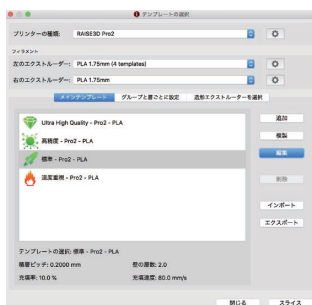 テンプレートの選択
プリンターの種類: RAISE3D Pro2
フィラメント
左のエクストルーダー: PLA 1.75mm (4 templates)
右のエクストルーダー: PLA 1.75mm
メインテンプレート グループと層ごとに設定 造形エクストルーダーを選択
Ultra High Quality - Pro2 - PLA
高精度 - Pro2 - PLA
標準 - Pro2 - PLA
速度重視 - Pro2 - PLA
追加
複製
編集
削除
インポート
エクスポート
テンプレートの選択: 標準 - Pro2 - PLA
積層ピッチ: 0.2000 mm 壁の層数: 2.0
充填率: 10.0 % 充填速度: 80.0 mm/s
閉じる スライス